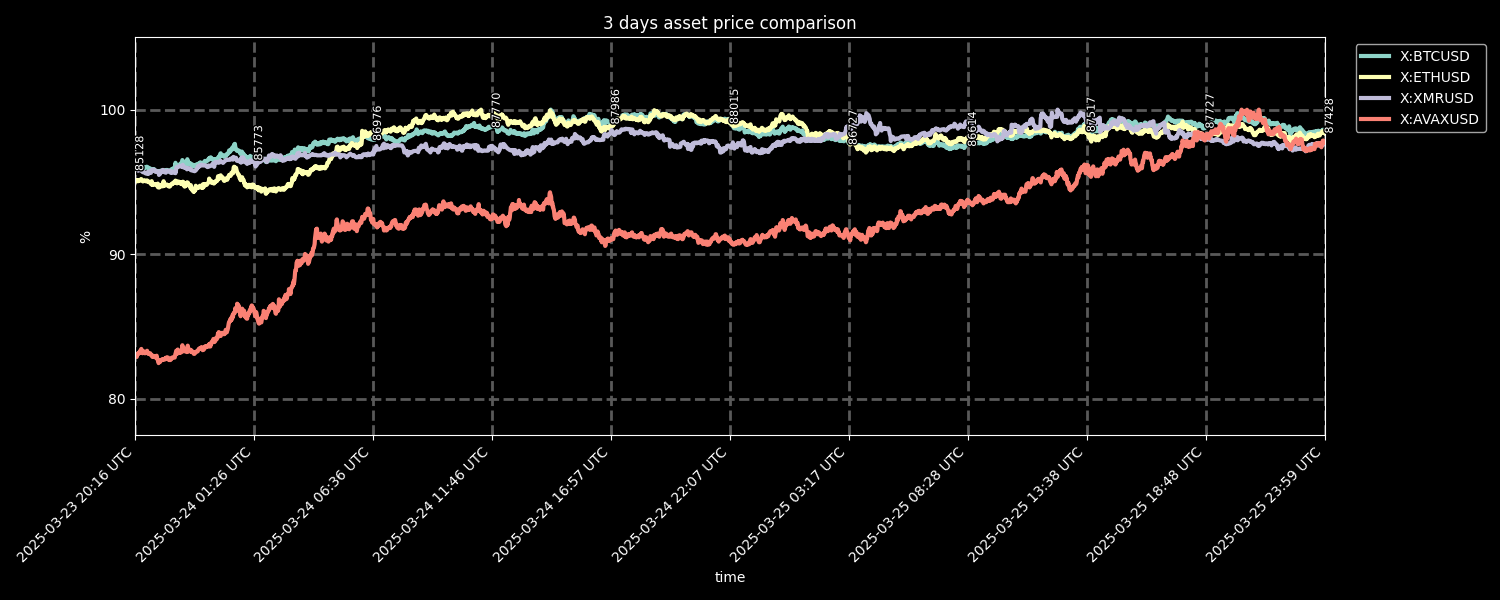 3 days asset price comparison
X:BTCUSD
X:ETHUSD
X:XMRUSD
X:AVAXUSD
%
100
90
80
85128
85773
86976
87770
87986
88015
86727
86614
87517
87727
87428
2025-03-23 20:16 UTC
2025-03-24 01:26 UTC
2025-03-24 06:36 UTC
2025-03-24 11:46 UTC
2025-03-24 16:57 UTC
2025-03-24 22:07 UTC
2025-03-25 03:17 UTC
2025-03-25 08:28 UTC
2025-03-25 13:38 UTC
2025-03-25 18:48 UTC
2025-03-25 23:59 UTC
time